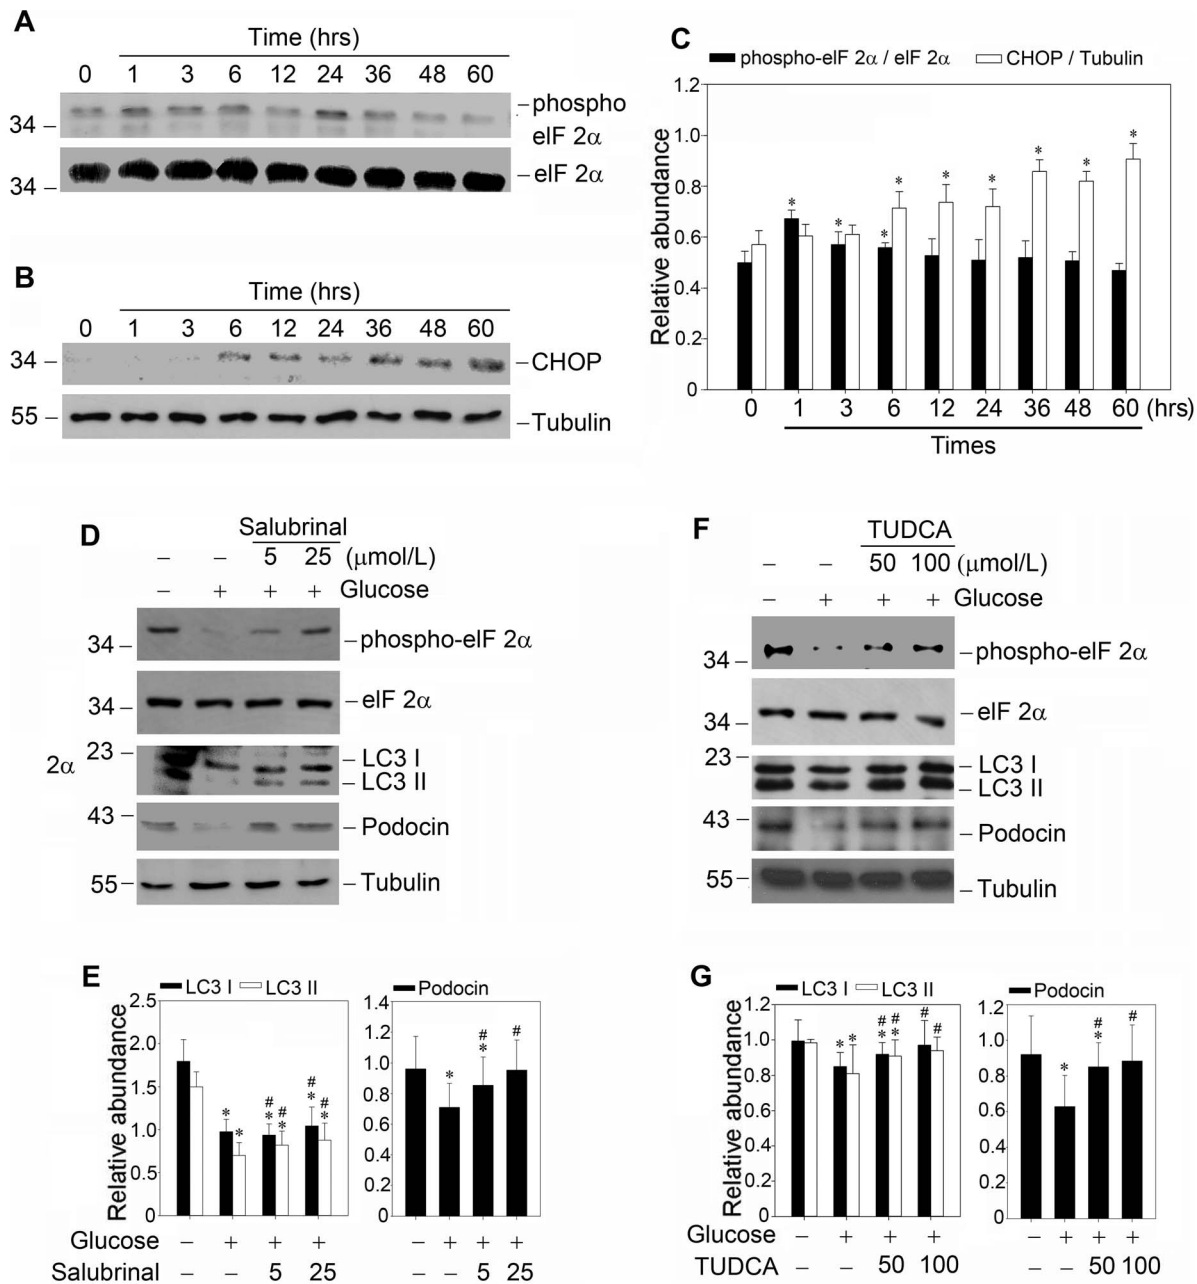 A
Time (hrs)
0 1 3 6 12 24 36 48 60
–phospho
34 – eIF 2α
–eIF 2α
34 –
B
Time (hrs)
0 1 3 6 12 24 36 48 60
34 – –CHOP
55 – –Tubulin
C
phospho-eIF 2α / eIF 2α CHOP / Tubulin
Relative abundance
1.2
1.0
0.8
0.6
0.4
0.2
0
* * * * * * * * *
0 1 3 6 12 24 36 48 60 (hrs)
Times
D
Salubrinal
– – 5 25 (μmol/L)
– + + + Glucose
34 – –phospho-eIF 2α
34 – –eIF 2α
23 – – LC3 I
2α – LC3 II
43 – – Podocin
55 – – Tubulin
F
TUDCA
– – 50 100 (μmol/L)
– + + + Glucose
34 – –phospho-eIF 2α
34 – –eIF 2α
23 – – LC3 I
– LC3 II
43 – – Podocin
55 – – Tubulin
E
LC3 I LC3 II
Relative abundance
2.5
2.0
1.5
1.0
0.5
0
* * #* #* #* #*
Podocin
1.4
1.2
1.0
0.8
0.6
0.4
0.2
0
* #* #
Glucose – + + + – + + +
Salubrinal – – 5 25 – – 5 25
G
LC3 I LC3 II
Relative abundance
1.2
1.0
0.8
0.6
0.4
0.2
0
* * #* #* # #
Podocin
1.2
1.0
0.8
0.6
0.4
0.2
0
* #* #
Glucose – + + + – + + +
TUDCA – – 50 100 – – 50 100